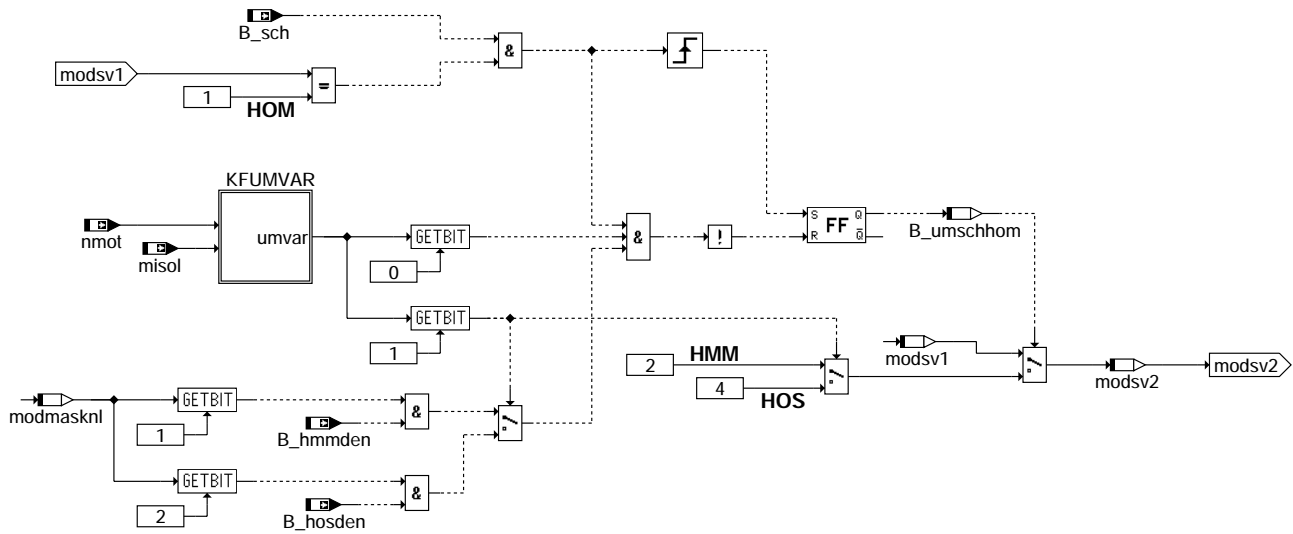 B_sch
&
modsv1
=
1
HOM
KFUMVAR
nmot
umvar
misol
GETBIT
0
&
!
S Q
FF
R Q̅
B_umschhom
GETBIT
1
HMM
2
4
HOS
modsv1
modsv2
modsv2
modmasknl
GETBIT
1
&
B_hmmden
GETBIT
2
&
B_hosden